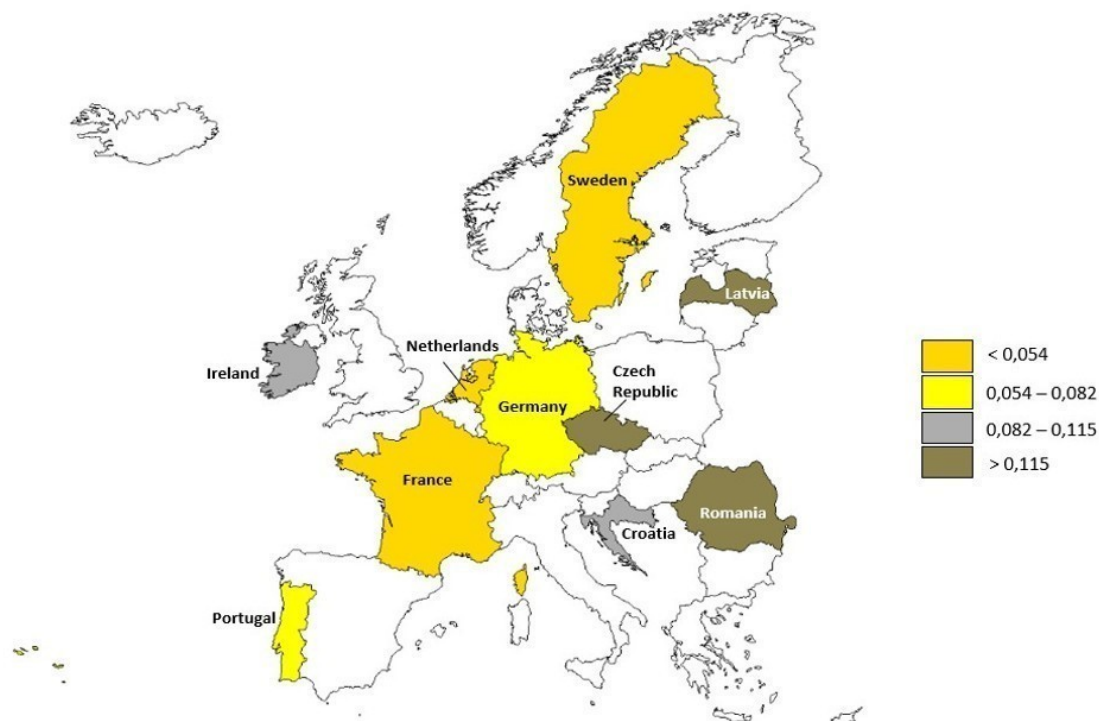 Sweden
Latvia
Netherlands
Ireland
Czech
Republic
Germany
France
Romania
Croatia
Portugal
< 0,054
0,054 – 0,082
0,082 – 0,115
> 0,115